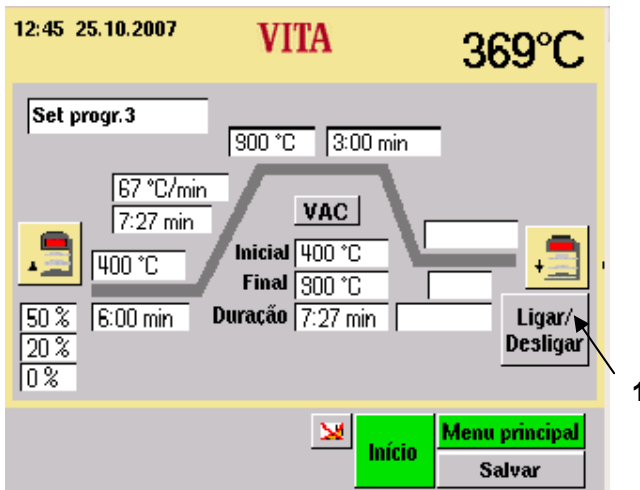 12:45 25.10.2007
VITA
369°C
Set progr.3
900 °C
3:00 min
67 °C/min
7:27 min
VAC
400 °C
Inicial 400 °C
Final 900 °C
50 %
6:00 min
Duração 7:27 min
Ligar/
Desligar
20 %
0 %
1
Início
Menu principal
Salvar